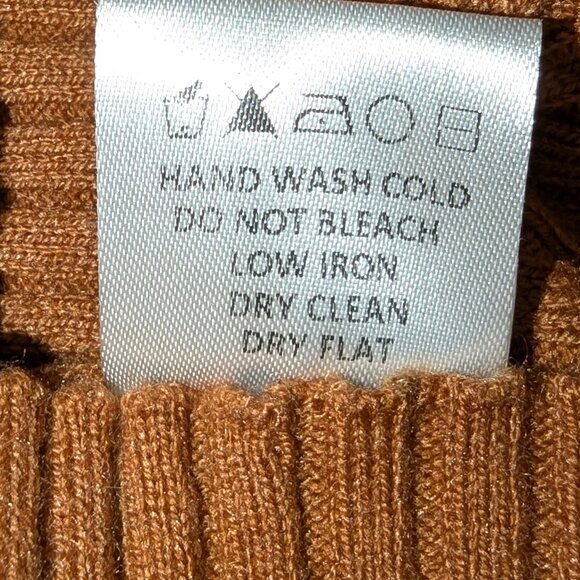 HAND WASH COLD
DO NOT BLEACH
LOW IRON
DRY CLEAN
DRY FLAT